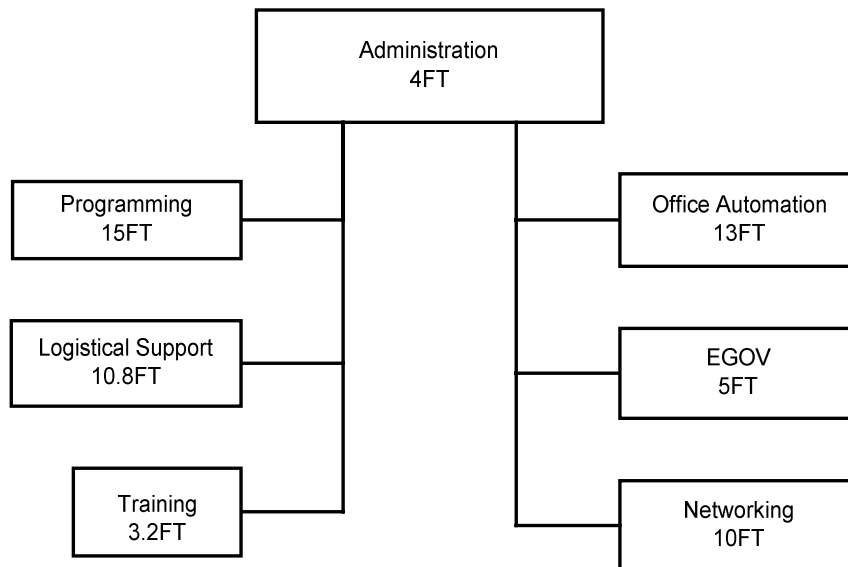 Administration
4FT
Programming
15FT
Office Automation
13FT
Logistical Support
10.8FT
EGOV
5FT
Training
3.2FT
Networking
10FT